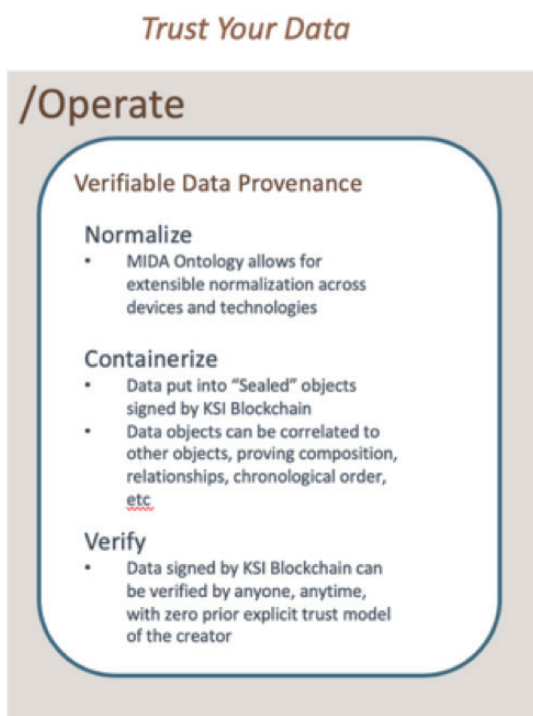 Trust Your Data
/Operate
Verifiable Data Provenance
Normalize
• MIDA Ontology allows for
extensible normalization across
devices and technologies
Containerize
• Data put into “Sealed” objects
signed by KSI Blockchain
• Data objects can be correlated to
other objects, proving composition,
relationships, chronological order,
etc
Verify
• Data signed by KSI Blockchain can
be verified by anyone, anytime,
with zero prior explicit trust model
of the creator